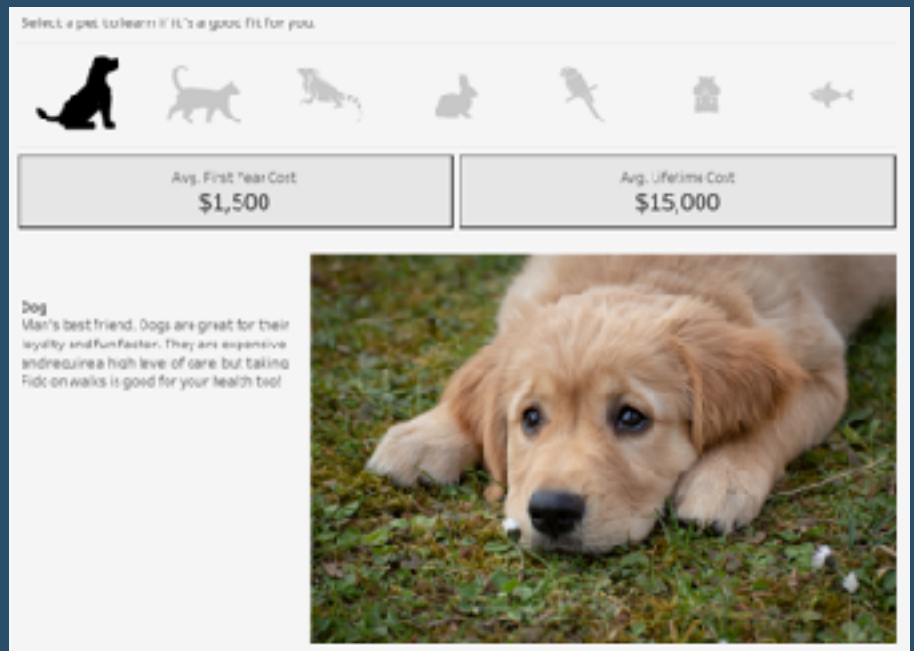 Select a pet to learn if it's a good fit for you.
Avg. First Year Cost
$1,500
Avg. Lifetime Cost
$15,000
Dog
Man's best friend. Dogs are great for their
loyalty and fun factor. They are expensive
and require a high level of care but taking
Fido on walks is good for your health too!